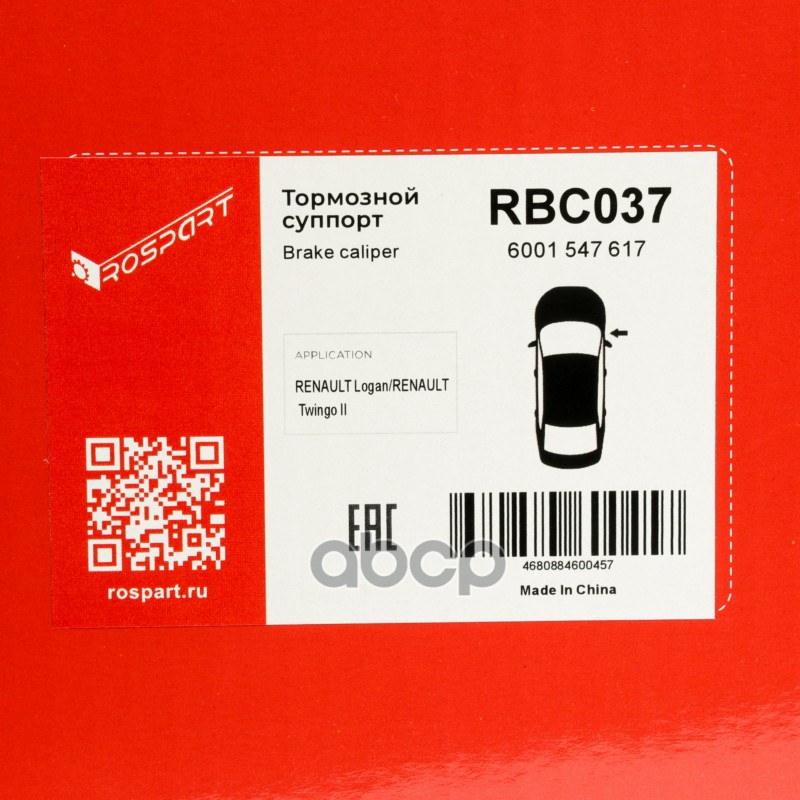 ROSPART
Тормозной
суппорт
Brake caliper
RBC037
6001 547 617
APPLICATION
RENAULT Logan/RENAULT
Twingo II
EAC
abcp
4680884600457
Made In China
rospart.ru